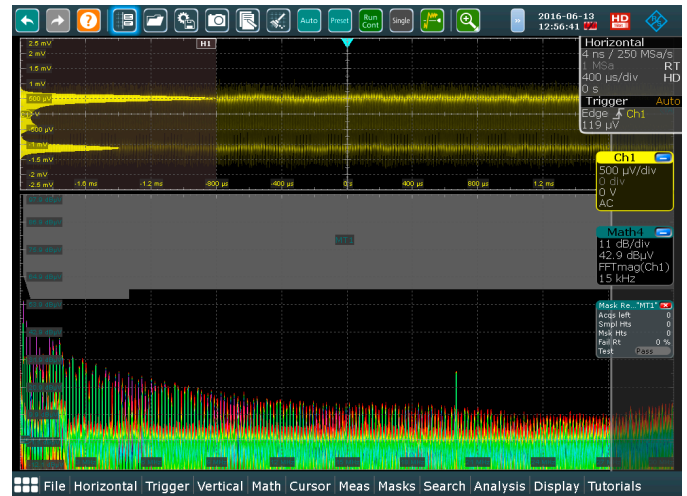 Auto
Preset
Run
Cont
Single
2016-06-13
12:56:41
HD
2.5 mV
2 mV
1.5 mV
1 mV
500 µV
-500 µV
-1 mV
-1.5 mV
-2 mV
-2.5 mV
H1
-1.6 ms
-1.2 ms
-800 µs
-400 µs
0 s
400 µs
800 µs
1.2 ms
Horizontal
4 ns / 250 MSa/s
1 MSa RT
400 µs/div HD
0 s
Trigger Auto
Edge Ch1
119 µV
Ch1
500 µV/div
0 div
0 V
AC
MT1
Math4
11 dB/div
42.9 dBµV
FFTmag(Ch1)
15 kHz
Mask Re..."MT1"
Acqs left 0
Smpl Hts 0
Msk Hts 0
Fail Rt 0 %
Test Pass
File Horizontal Trigger Vertical Math Cursor Meas Masks Search Analysis Display Tutorials